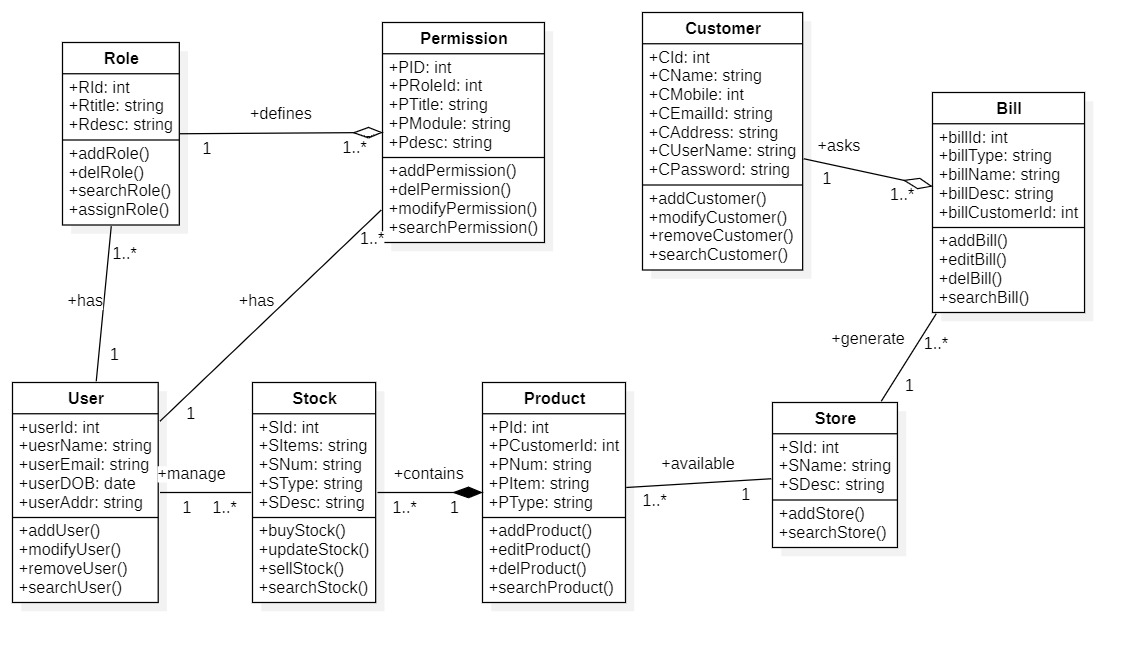 Role
+RId: int
+Rtitle: string
+Rdesc: string
+addRole()
+delRole()
+searchRole()
+assignRole()
+defines
1
1..*
Permission
+PID: int
+PRoleId: int
+PTitle: string
+PModule: string
+Pdesc: string
+addPermission()
+delPermission()
+modifyPermission()
+searchPermission()
Customer
+CId: int
+CName: string
+CMobile: int
+CEmailId: string
+CAddress: string
+CUserName: string
+CPassword: string
+addCustomer()
+modifyCustomer()
+removeCustomer()
+searchCustomer()
+asks
1
1..*
Bill
+billId: int
+billType: string
+billName: string
+billDesc: string
+billCustomerId: int
+addBill()
+editBill()
+delBill()
+searchBill()
1..*
+has
1
1..*
+has
1
+generate
1..*
1
User
+userId: int
+uesrName: string
+userEmail: string
+userDOB: date
+userAddr: string
+addUser()
+modifyUser()
+removeUser()
+searchUser()
+manage
1
1..*
Stock
+SId: int
+SItems: string
+SNum: string
+SType: string
+SDesc: string
+buyStock()
+updateStock()
+sellStock()
+searchStock()
+contains
1..*
1
Product
+PId: int
+PCustomerId: int
+PNum: string
+PItem: string
+PType: string
+addProduct()
+editProduct()
+delProduct()
+searchProduct()
+available
1..*
1
Store
+SId: int
+SName: string
+SDesc: string
+addStore()
+searchStore()